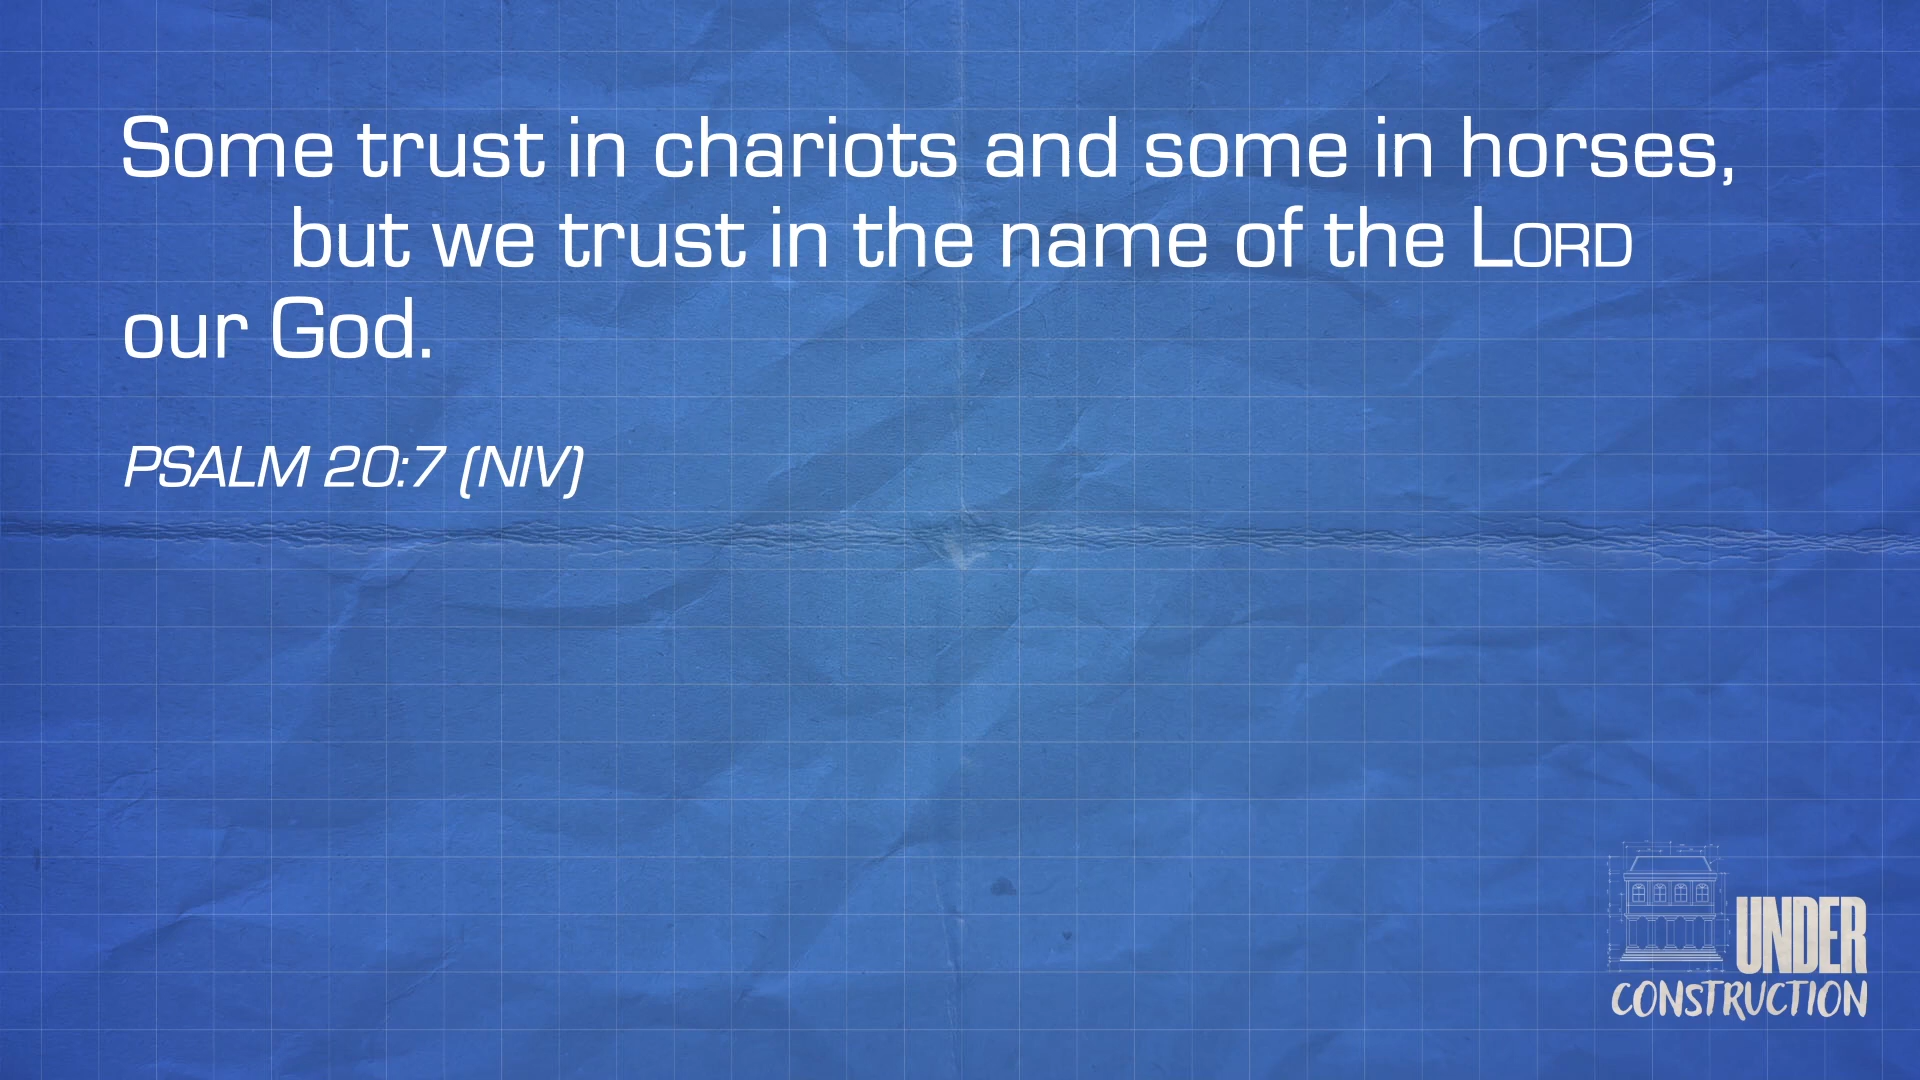 Some trust in chariots and some in horses,
but we trust in the name of the LORD
our God.
PSALM 20:7 (NIV)
UNDER
CONSTRUCTION